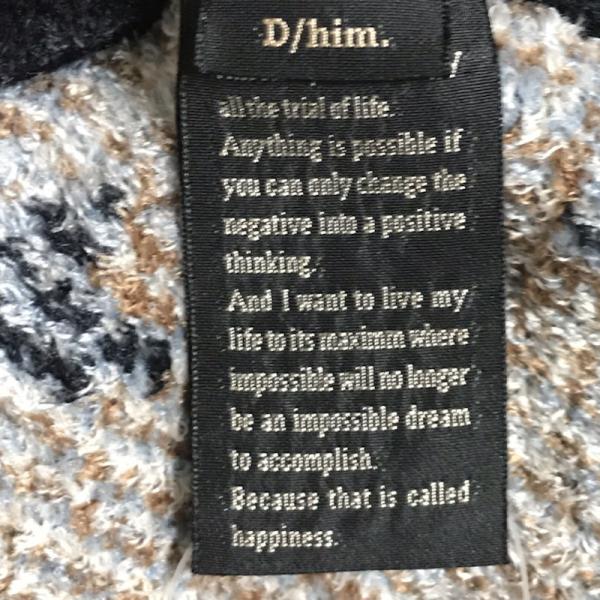 D/him.
all the trial of life.
Anything is possible if
you can only change the
negative into a positive
thinking.
And I want to live my
life to its maximm where
impossible will no longer
be an impossible dream
to accomplish.
Because that is called
happiness.